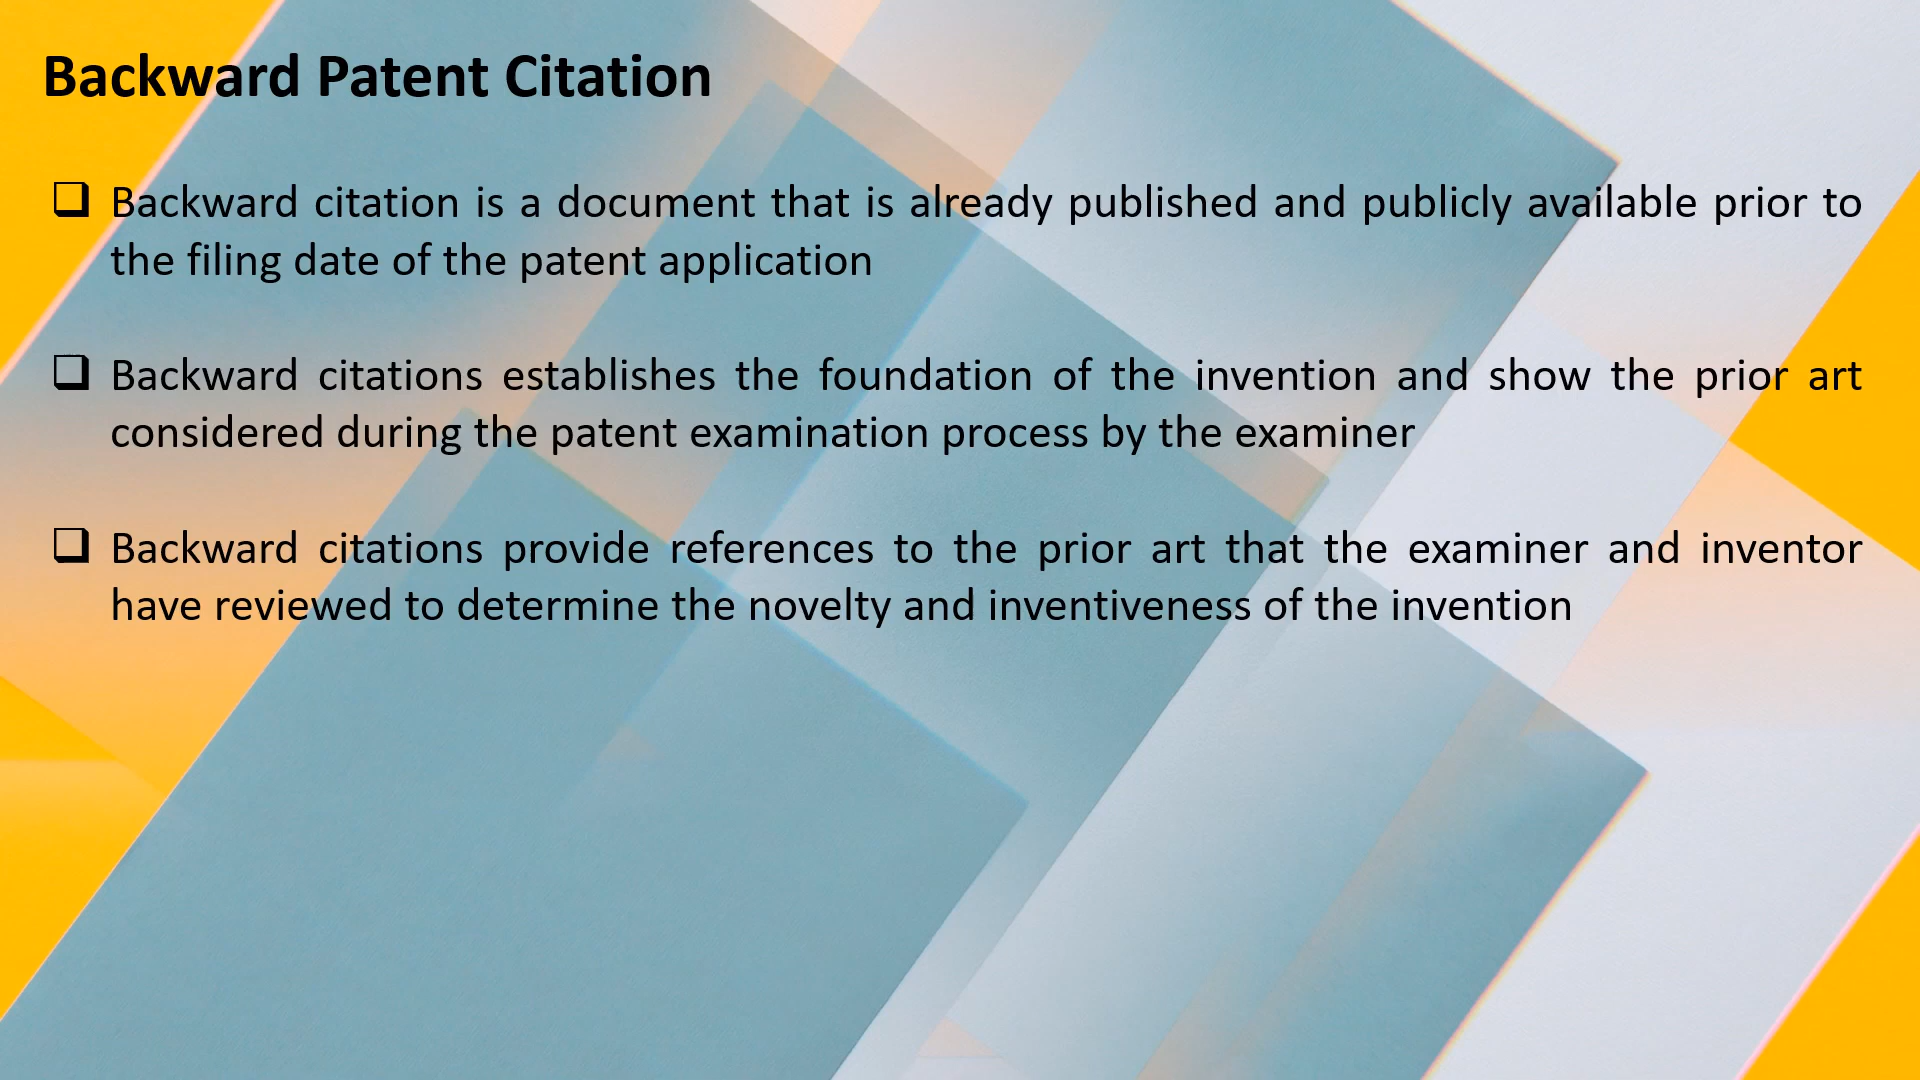 Backward Patent Citation
❑ Backward citation is a document that is already published and publicly available prior to
the filing date of the patent application
❑ Backward citations establishes the foundation of the invention and show the prior art
considered during the patent examination process by the examiner
❑ Backward citations provide references to the prior art that the examiner and inventor
have reviewed to determine the novelty and inventiveness of the invention